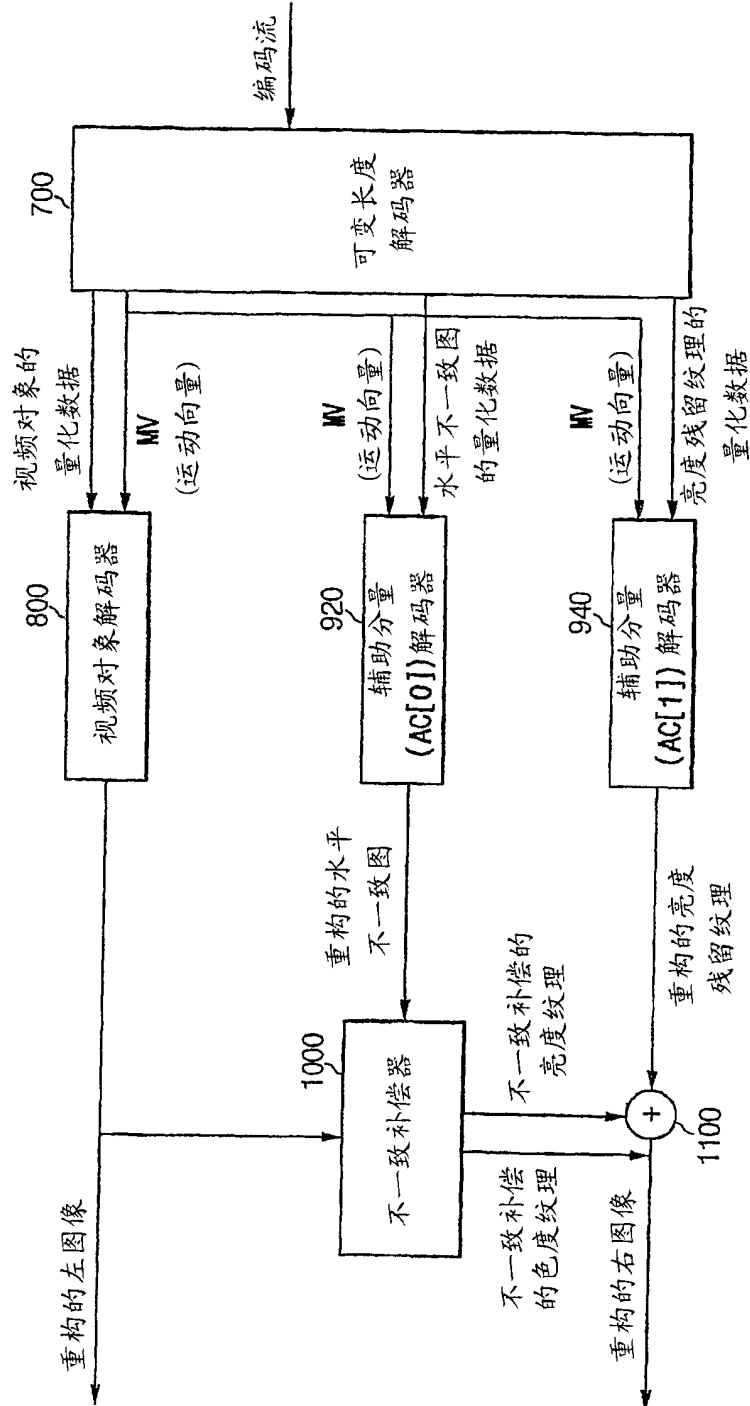 编码流
700
可变长度
解码器
视频对象的
量化数据
MV
(运动向量)
MV
(运动向量)
水平不一致图
的量化数据
MV
(运动向量)
亮度残留纹理的
量化数据
800
视频对象解码器
920
辅助分量
(AC[0])解码器
940
辅助分量
(AC[1])解码器
重构的水平
不一致图
重构的亮度
残留纹理
1000
不一致补偿器
不一致补偿的
亮度纹理
不一致补偿
的色度纹理
+
1100
重构的左图像
重构的右图像